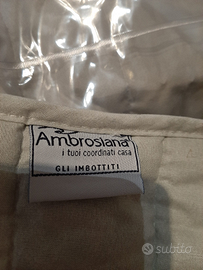 Ambrosiana
i tuoi coordinati casa
GLI IMBOTTITI
subito